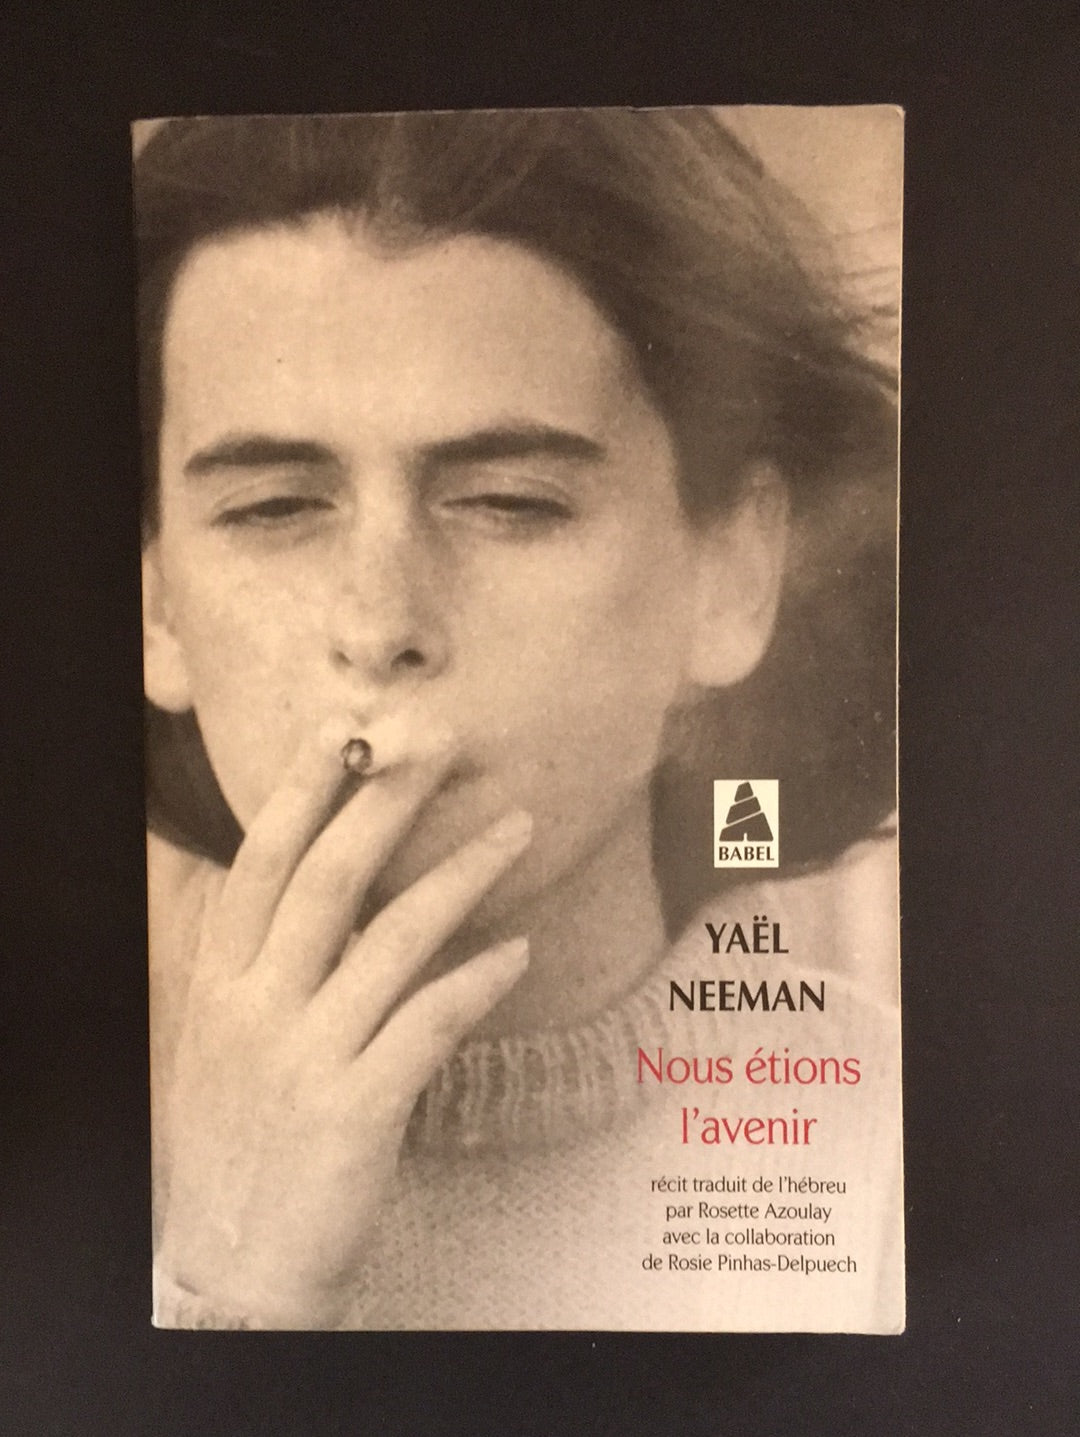 BABEL
YAËL
NEEMAN
Nous étions
l'avenir
récit traduit de l'hébreu
par Rosette Azoulay
avec la collaboration
de Rosie Pinhas-Delpuech